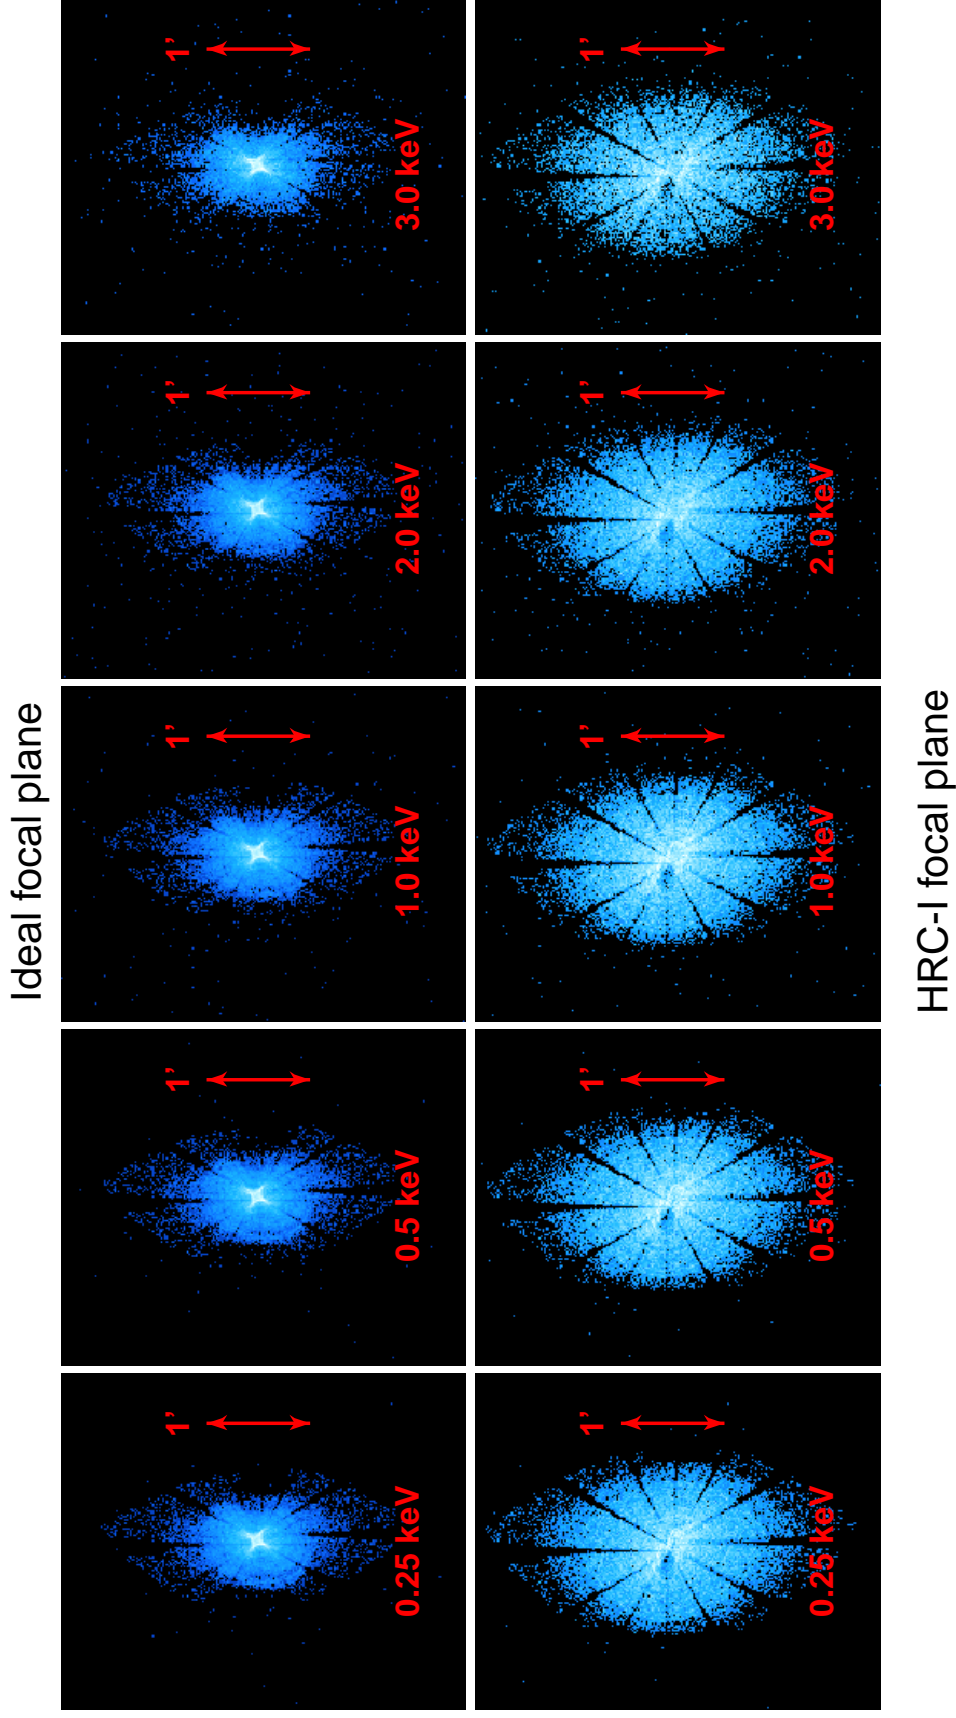 Ideal focal plane
1’
1’
1’
1’
1’
0.25 keV
0.5 keV
1.0 keV
2.0 keV
3.0 keV
1’
1’
1’
1’
1’
0.25 keV
0.5 keV
1.0 keV
2.0 keV
3.0 keV
HRC-I focal plane